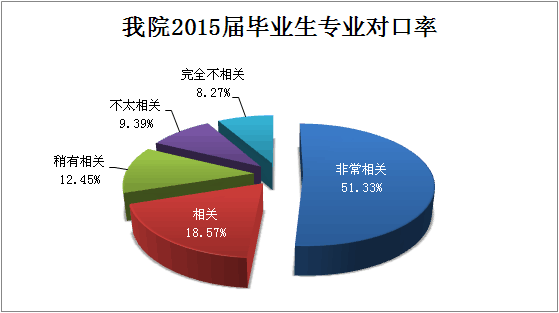 我院2015届毕业生专业对口率
完全不相关
8.27%
不太相关
9.39%
稍有相关
12.45%
非常相关
51.33%
相关
18.57%